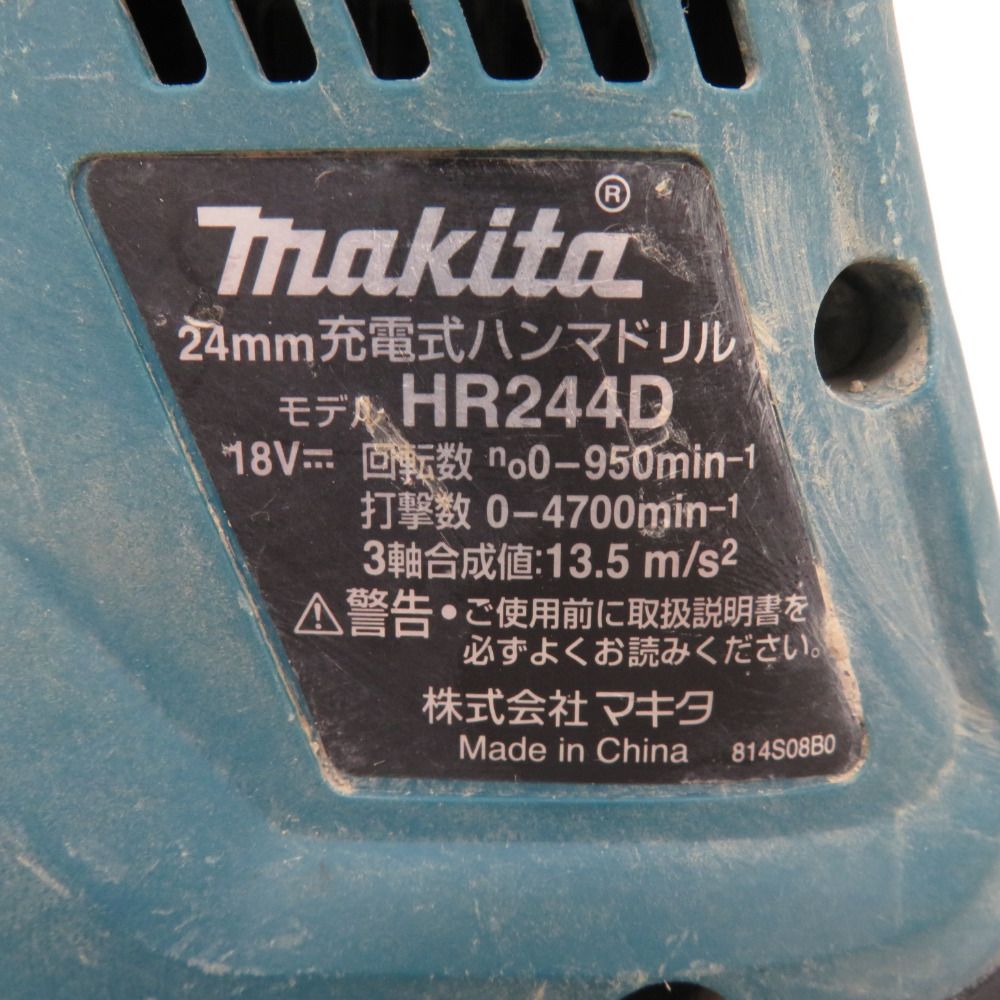 makita®
24mm充電式ハンマドリル
モデル HR244D
18V⎓ 回転数 n₀0-950min⁻¹
打撃数 0-4700min⁻¹
3軸合成値:13.5 m/s²
⚠警告・ご使用前に取扱説明書を
必ずよくお読みください。
株式会社 マキタ
Made in China 814S08B0